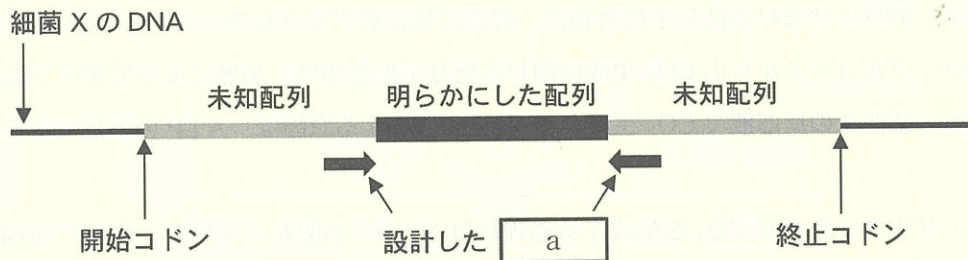 細菌 X の DNA
未知配列
明らかにした配列
未知配列
開始コドン
設計した
a
終止コドン